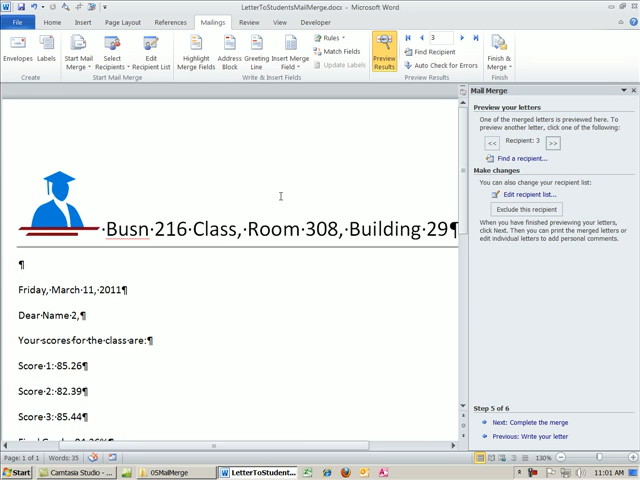 LetterToStudentsMailMerge.docx - Microsoft Word
File Home Insert Page Layout References Mailings Review View Developer
Envelopes Labels Start Mail Merge Select Recipients Edit Recipient List Highlight Merge Fields Address Block Greeting Line Insert Merge Field Rules Preview Results 3 Finish & Merge
Match Fields Find Recipient
Update Labels Auto Check for Errors
Create Start Mail Merge Write & Insert Fields Preview Results Finish
Mail Merge
Preview your letters
One of the merged letters is previewed here. To
preview another letter, click one of the following:
<< Recipient: 3 >>
Find a recipient...
Make changes
You can also change your recipient list:
Edit recipient list...
Exclude this recipient
When you have finished previewing your letters,
click Next. Then you can print the merged letters or
edit individual letters to add personal comments.
Step 5 of 6
Next: Complete the merge
Previous: Write your letter
·Busn·216·Class,·Room·308,·Building·29¶
¶
Friday,·March·11,·2011¶
Dear·Name·2,¶
Your·scores·for·the·class·are:¶
Score·1:·85.26¶
Score·2:·82.39¶
Score·3:·85.44¶
Page: 1 of 1 Words: 35 130%
Start Camtasia Studio - ... 05MailMerge LetterToStudents... 11:01 AM